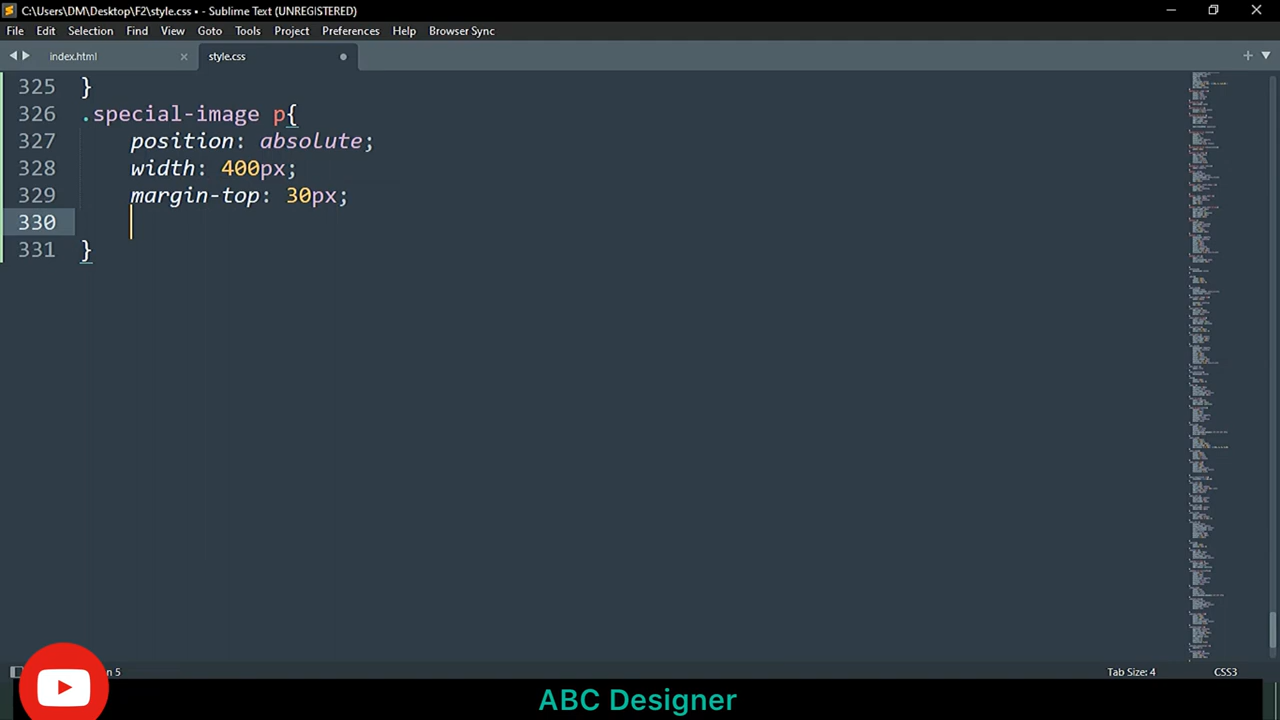 C:\Users\DM\Desktop\F2\style.css • - Sublime Text (UNREGISTERED)
File Edit Selection Find View Goto Tools Project Preferences Help Browser Sync
index.html style.css
325 }
326 .special-image p{
327 position: absolute;
328 width: 400px;
329 margin-top: 30px;
330
331 }
5 Tab Size: 4 CSS3
ABC Designer